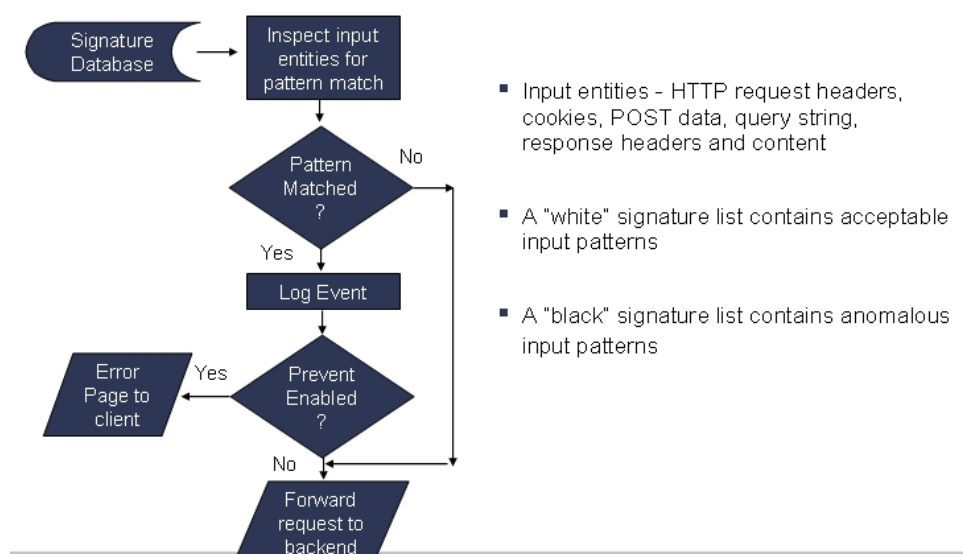 Signature
Database
Inspect input
entities for
pattern match
Pattern
Matched
?
No
Yes
Log Event
Prevent
Enabled
?
Yes
Error
Page to
client
No
Forward
request to
backend
▪ Input entities - HTTP request headers,
cookies, POST data, query string,
response headers and content
▪ A "white" signature list contains acceptable
input patterns
▪ A "black" signature list contains anomalous
input patterns